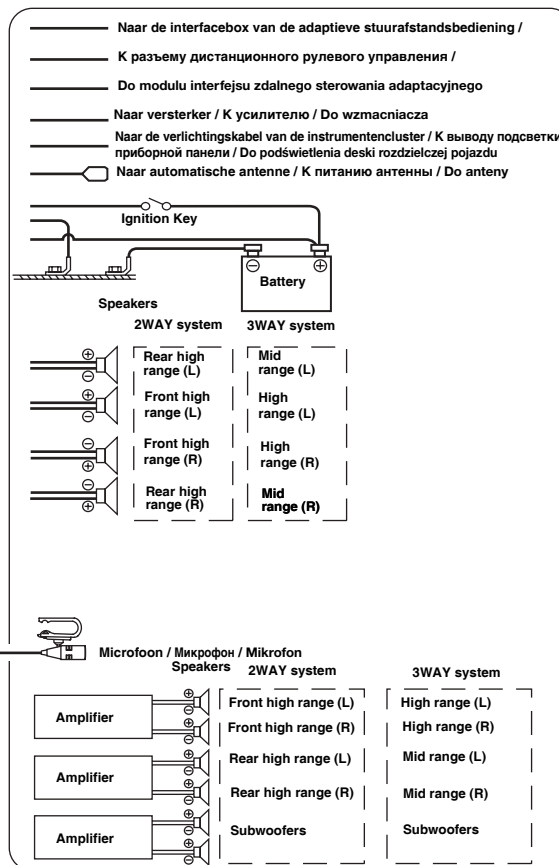 Naar de interfacebox van de adaptieve stuurafstandsbediening /
К разъему дистанционного рулевого управления /
Do modulu interfejsu zdalnego sterowania adaptacyjnego
Naar versterker / К усилителю / Do wzmacniacza
Naar de verlichtingskabel van de instrumentencluster / К выводу подсветки
приборной панели / Do podświetlenia deski rozdzielczej pojazdu
Naar automatische antenne / К питанию антенны / Do anteny
Ignition Key
⊖ ⊕
Battery
Speakers
2WAY system 3WAY system
⊕ Rear high Mid
⊖ range (L) range (L)
⊕ Front high High
⊖ range (L) range (L)
⊖ Front high High
⊕ range (R) range (R)
⊖ Rear high Mid
⊕ range (R) range (R)
Microfoon / Микрофон / Mikrofon
Speakers 2WAY system 3WAY system
Amplifier
⊕ ⊖ Front high range (L) High range (L)
⊕ ⊖ Front high range (R) High range (R)
Amplifier
⊕ ⊖ Rear high range (L) Mid range (L)
⊕ ⊖ Rear high range (R) Mid range (R)
Amplifier
⊕ ⊖ Subwoofers Subwoofers
⊕ ⊖